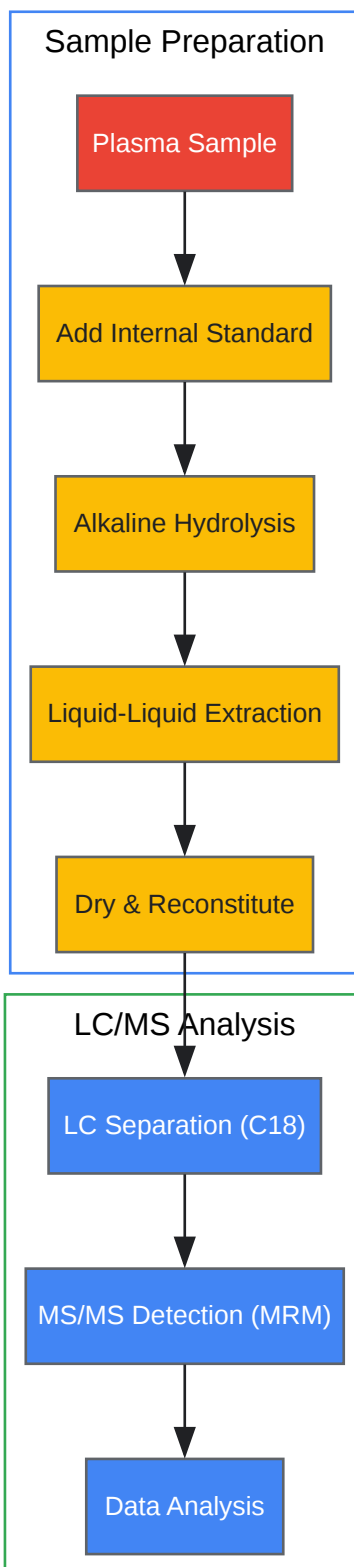 Sample Preparation
Plasma Sample
Add Internal Standard
Alkaline Hydrolysis
Liquid-Liquid Extraction
Dry & Reconstitute
LC/MS Analysis
LC Separation (C18)
MS/MS Detection (MRM)
Data Analysis